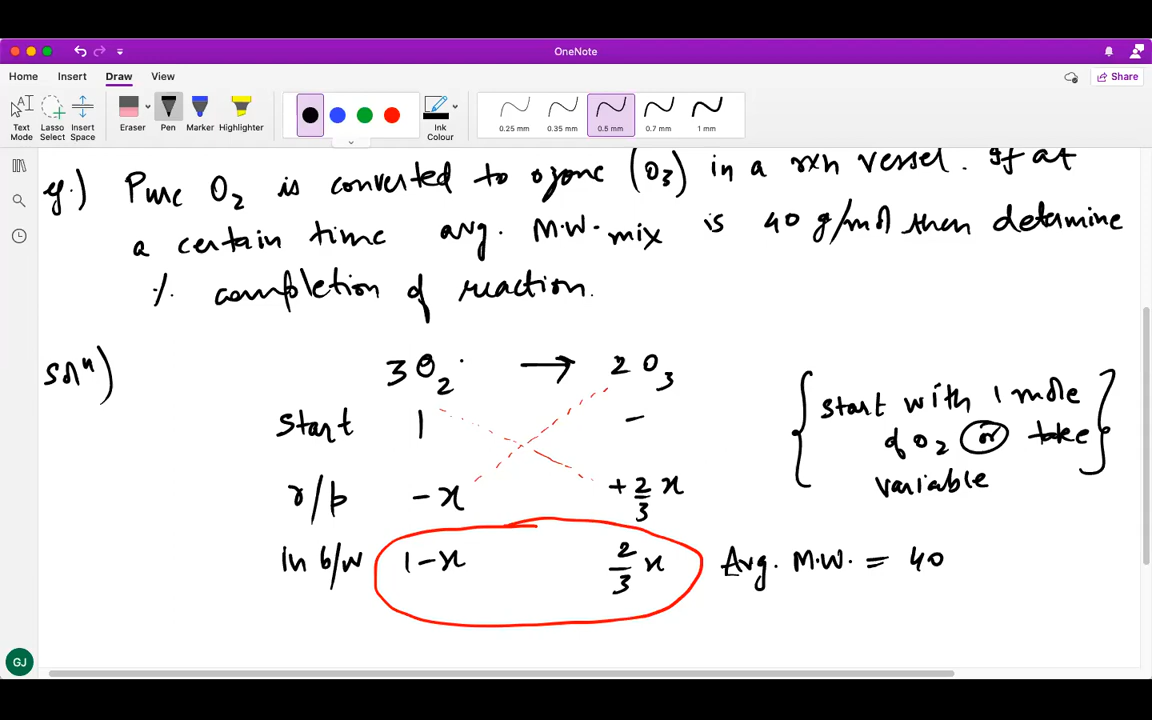 OneNote
Home Insert Draw View
Share
Text Mode
Lasso Select
Insert Space
Eraser
Pen
Marker
Highlighter
Ink Colour
0.25 mm
0.35 mm
0.5 mm
0.7 mm
1 mm
eg.) Pure O2 is converted to ozone (O3) in a rxn vessel. If at
a certain time avg. M.W. mix is 40 g/mol then determine
% completion of reaction.
solⁿ) 3O2 → 2O3
start 1 – {start with 1 mole
of O2 or take
variable}
r/p -x +2/3 x
in b/w 1-x 2/3 x Avg. M.W. = 40
GJ